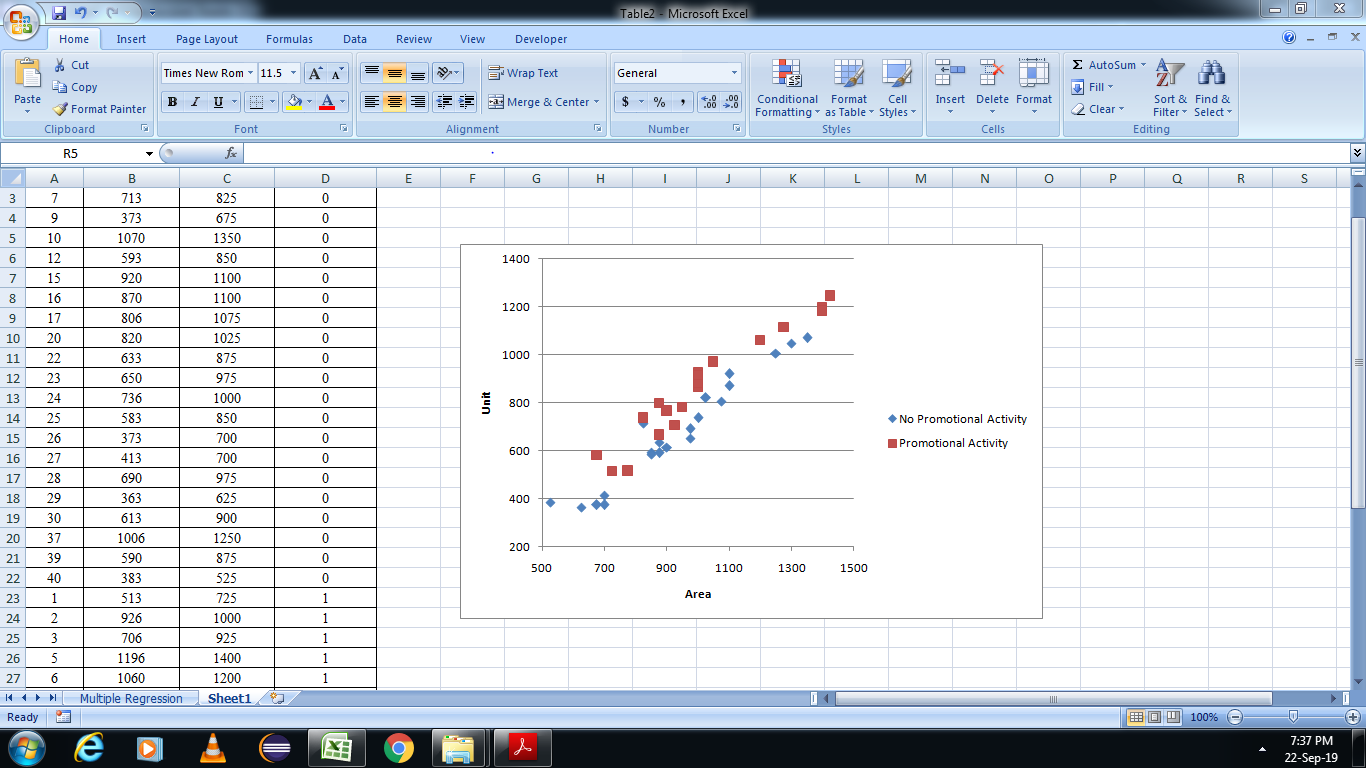 Table2 - Microsoft Excel
Home Insert Page Layout Formulas Data Review View Developer
Paste
Cut
Copy
Format Painter
Clipboard
Times New Rom 11.5
B I U
Font
Wrap Text
Merge & Center
Alignment
General
$ % ,
Number
Conditional Formatting
Format as Table
Cell Styles
Styles
Insert Delete Format
Cells
Σ AutoSum
Fill
Clear
Sort & Filter
Find & Select
Editing
R5 fx
A B C D E F G H I J K L M N O P Q R S
3 7 713 825 0
4 9 373 675 0
5 10 1070 1350 0
6 12 593 850 0
7 15 920 1100 0
8 16 870 1100 0
9 17 806 1075 0
10 20 820 1025 0
11 22 633 875 0
12 23 650 975 0
13 24 736 1000 0
14 25 583 850 0
15 26 373 700 0
16 27 413 700 0
17 28 690 975 0
18 29 363 625 0
19 30 613 900 0
20 37 1006 1250 0
21 39 590 875 0
22 40 383 525 0
23 1 513 725 1
24 2 926 1000 1
25 3 706 925 1
26 5 1196 1400 1
27 6 1060 1200 1
1400
1200
1000
800
600
400
200
Unit
500 700 900 1100 1300 1500
Area
No Promotional Activity
Promotional Activity
Multiple Regression Sheet1
Ready 100%
7:37 PM
22-Sep-19